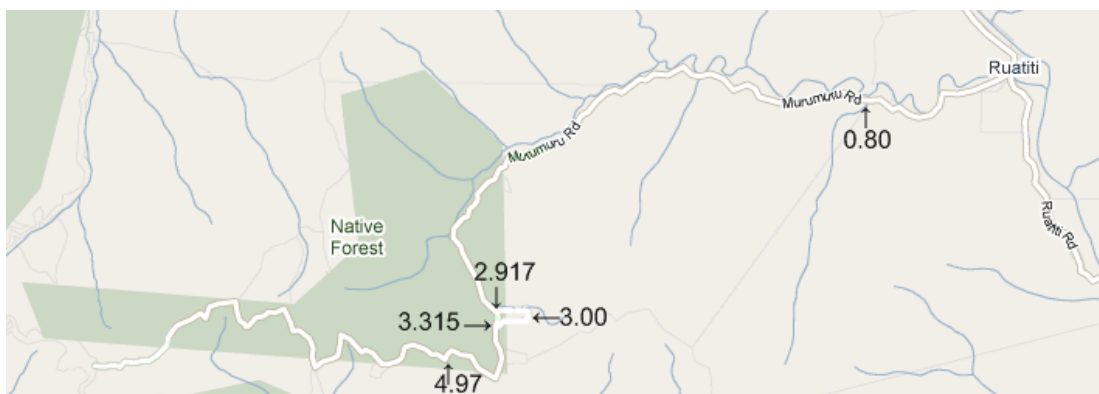 Ruatiti
Murumuru Rd
0.80
Murumuru Rd
Ruatiti Rd
Native
Forest
2.917
3.315
3.00
4.97